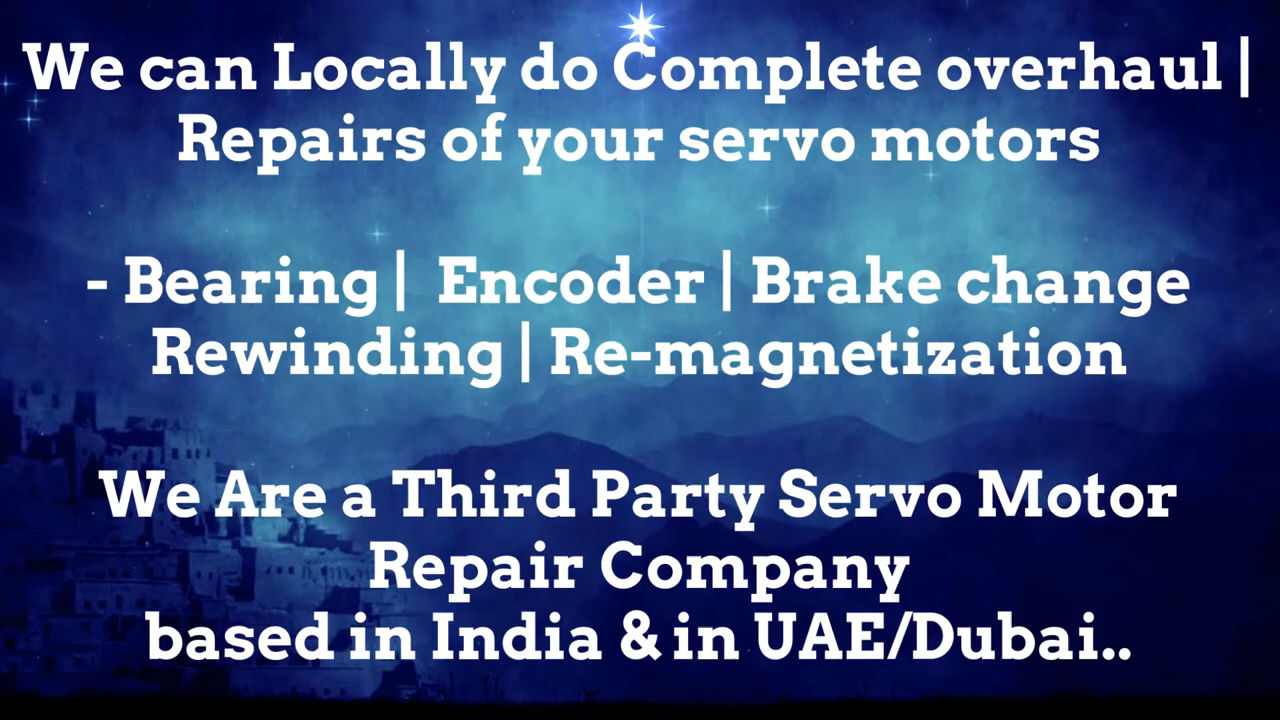 We can Locally do Complete overhaul |
Repairs of your servo motors
- Bearing | Encoder | Brake change
Rewinding | Re-magnetization
We Are a Third Party Servo Motor
Repair Company
based in India & in UAE/Dubai..